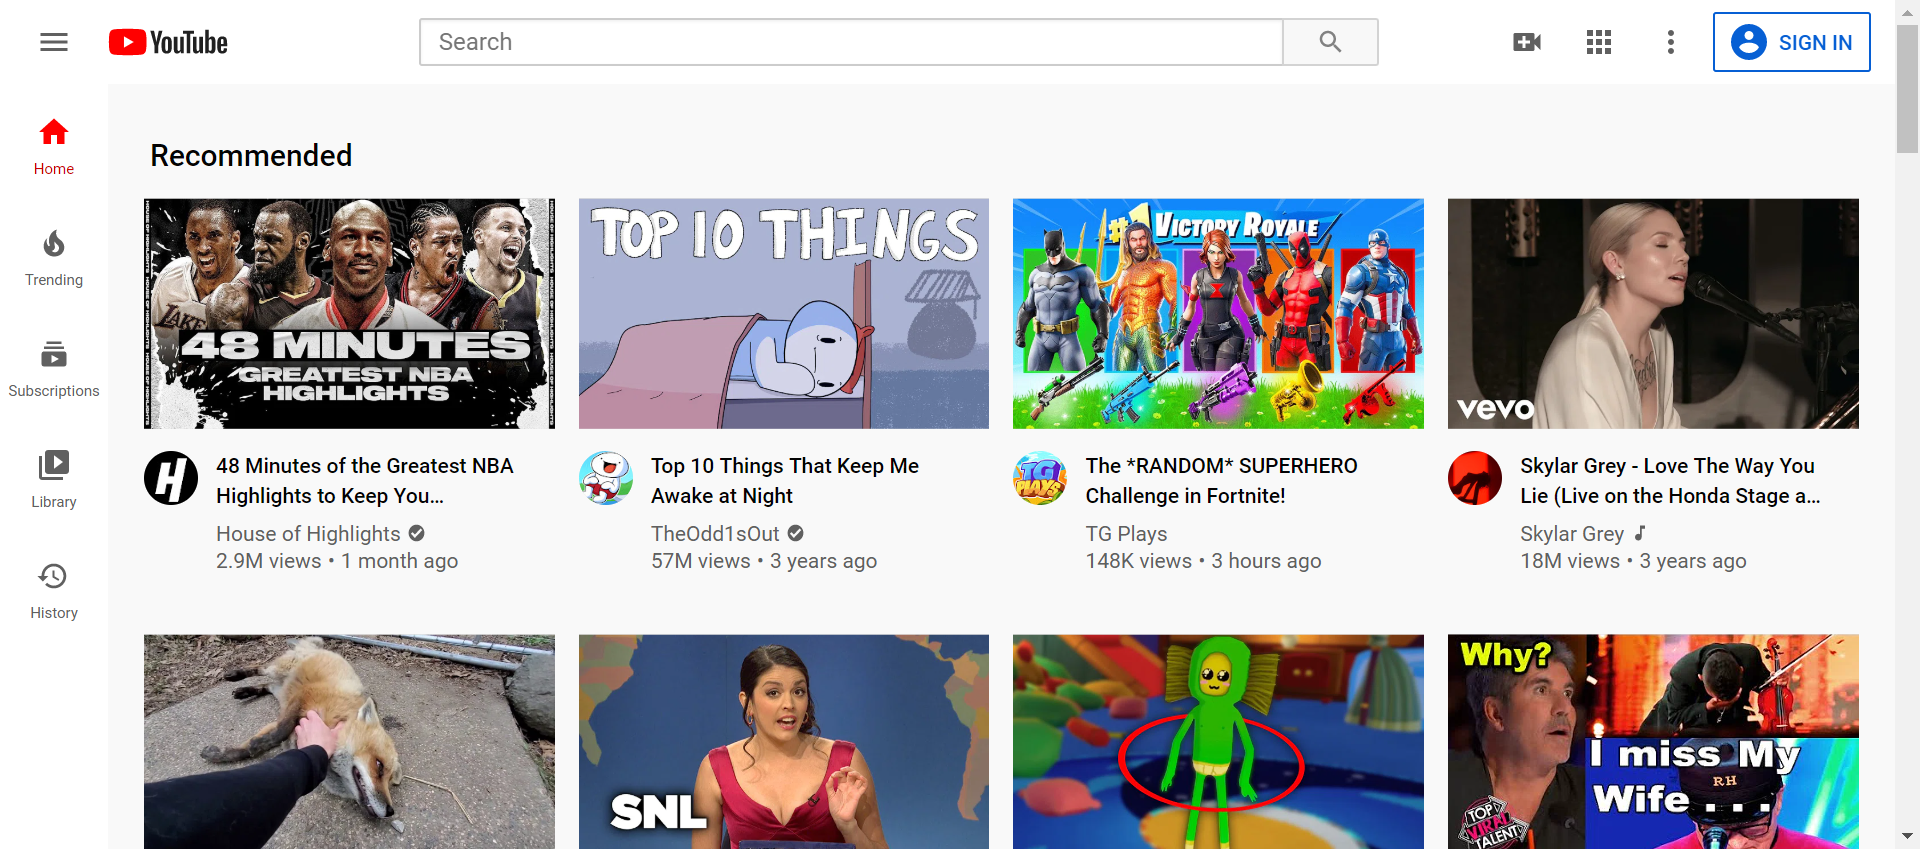 YouTube
Search
SIGN IN
Home
Trending
Subscriptions
Library
History
Recommended
LAKE
48 MINUTES
GREATEST NBA
HIGHLIGHTS
TOP 10 THINGS
#1 VICTORY ROYALE
vevo
H
48 Minutes of the Greatest NBA
Highlights to Keep You...
House of Highlights
2.9M views • 1 month ago
Top 10 Things That Keep Me
Awake at Night
TheOdd1sOut
57M views • 3 years ago
TG
PLAYS
The *RANDOM* SUPERHERO
Challenge in Fortnite!
TG Plays
148K views • 3 hours ago
Skylar Grey - Love The Way You
Lie (Live on the Honda Stage a...
Skylar Grey
18M views • 3 years ago
SNL
Why?
I miss My
RH
Wife . . .
TOP
VIRAL
TALENT